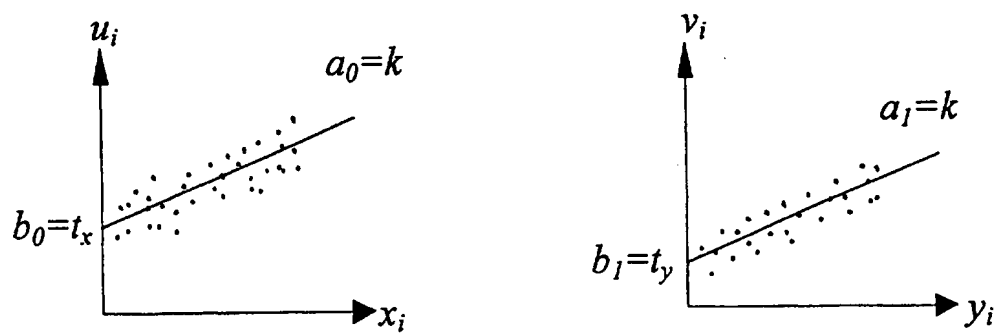 u_i
a_0=k
b_0=t_x
x_i
v_i
a_1=k
b_1=t_y
y_i